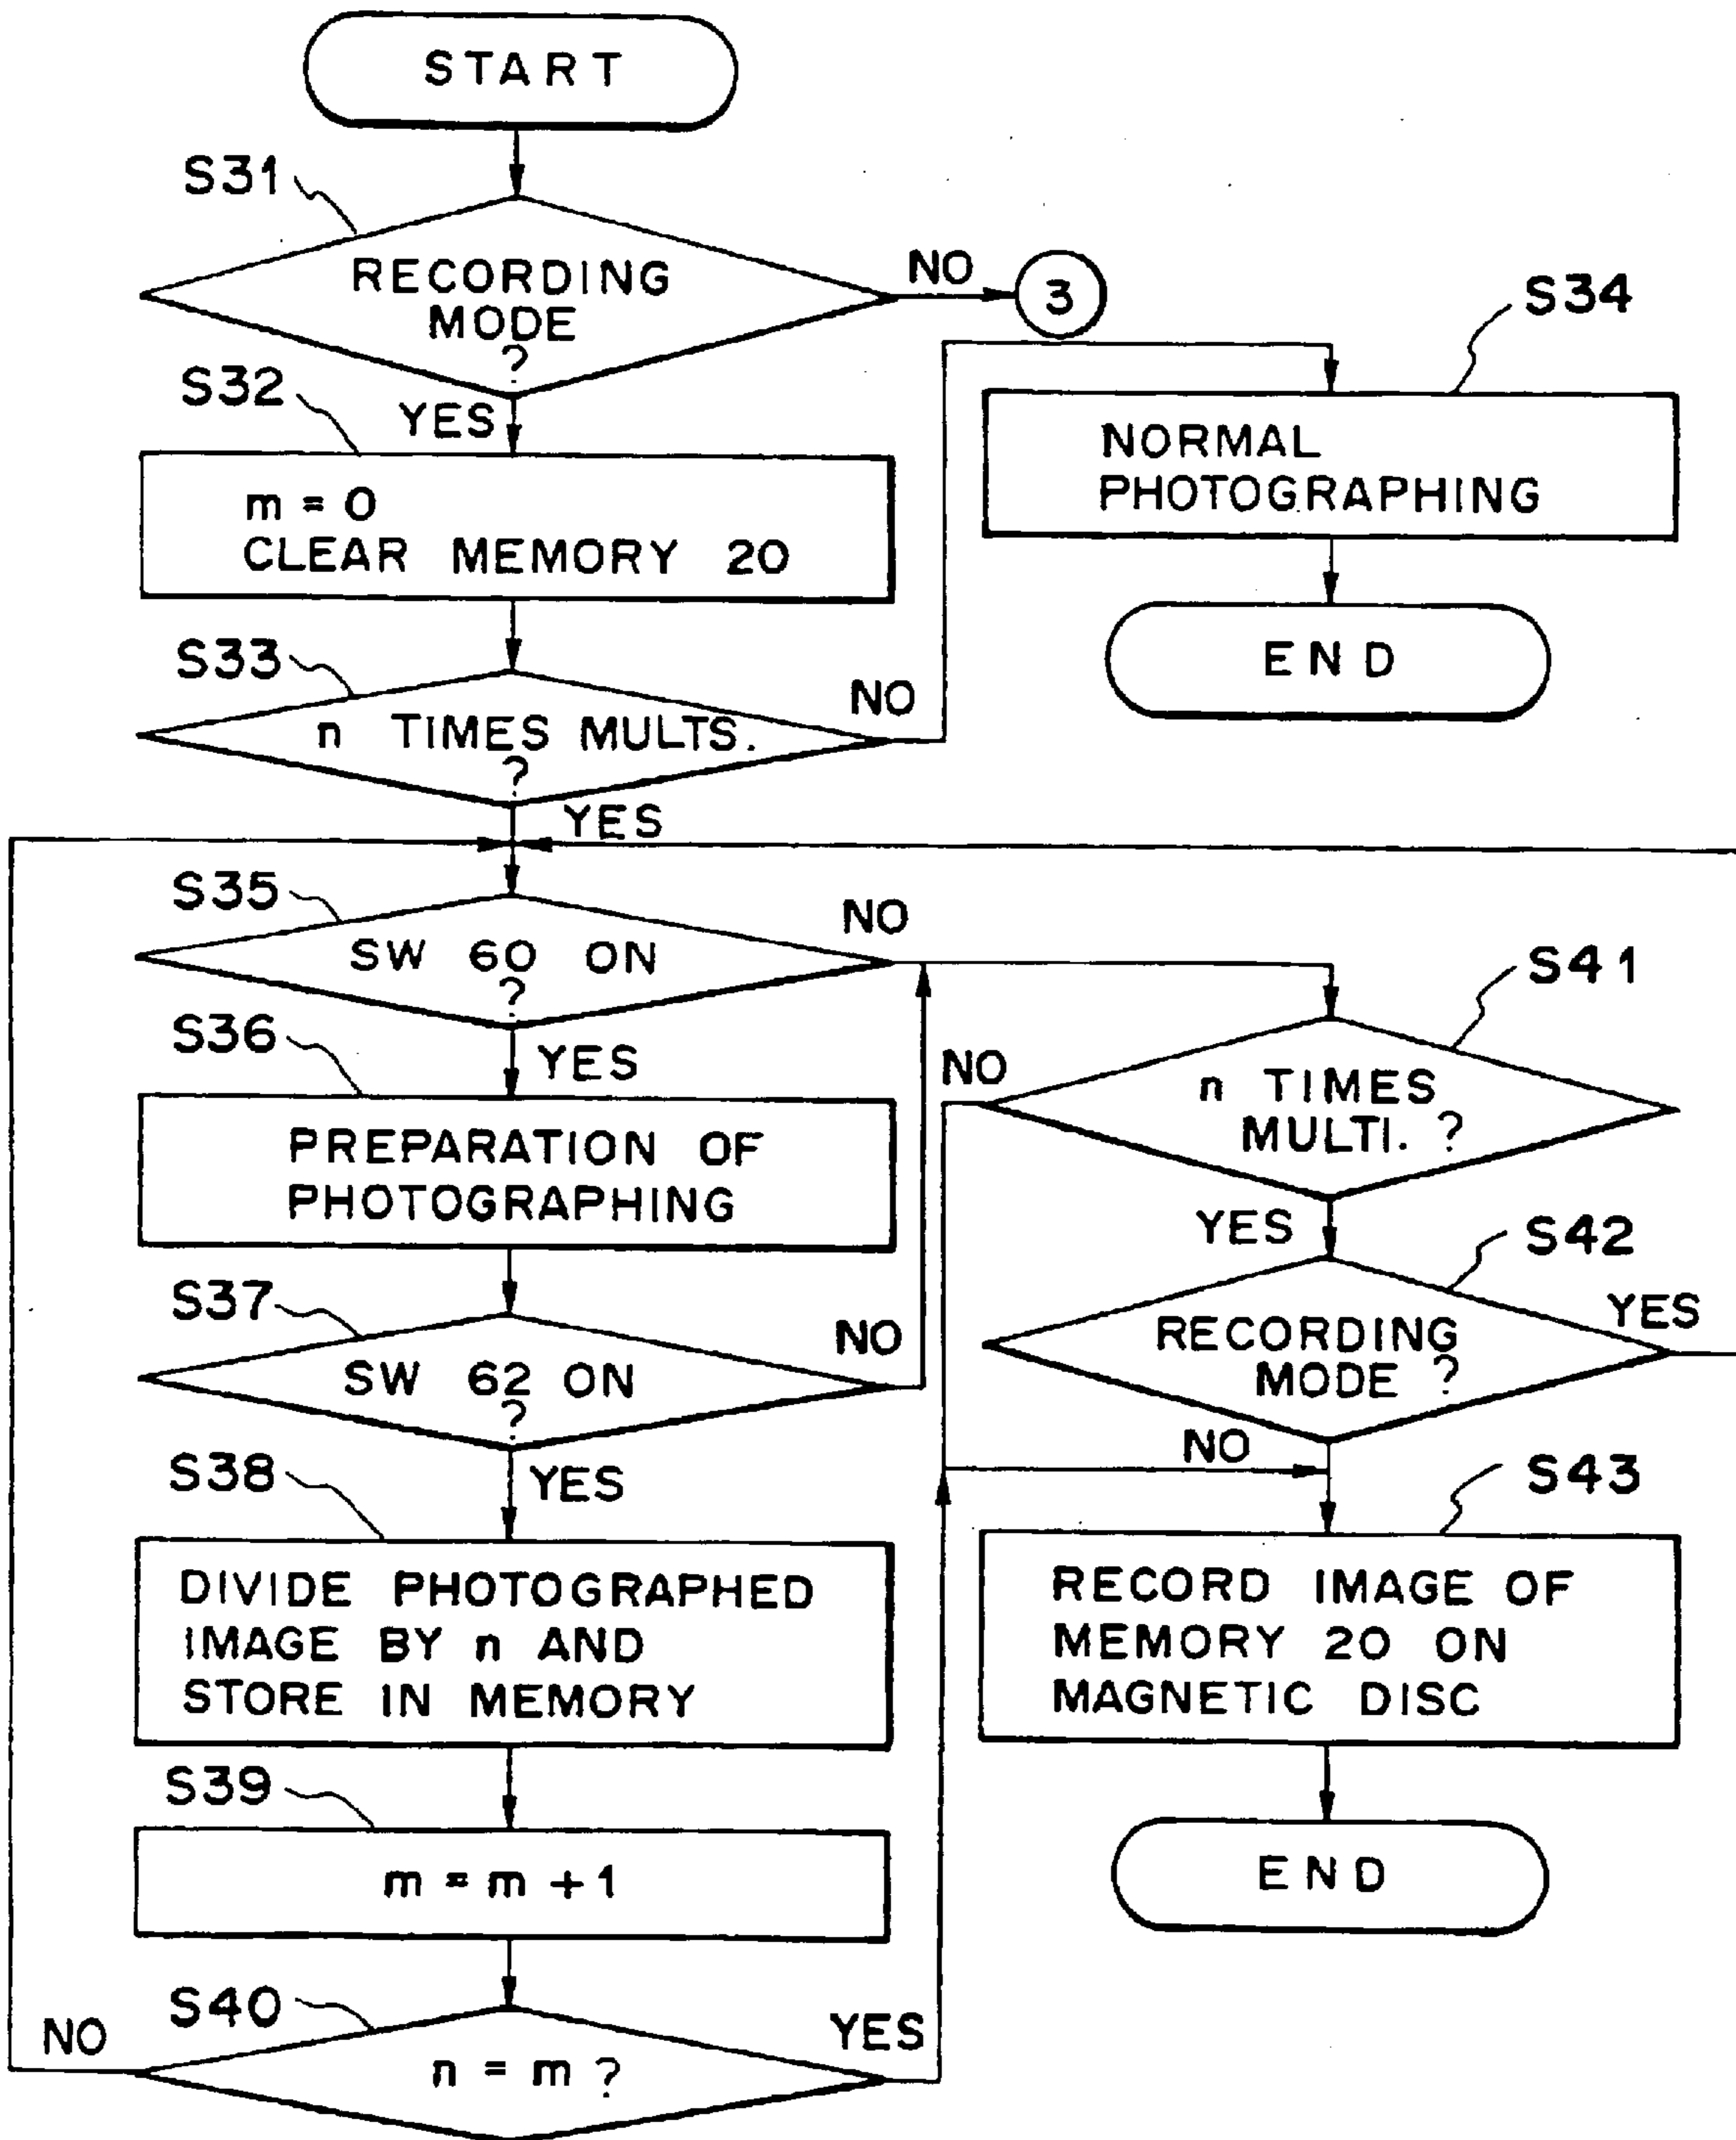 START
S31
RECORDING
MODE
?
NO
3
S32
YES
m = 0
CLEAR MEMORY 20
S34
NORMAL
PHOTOGRAPHING
END
S33
n TIMES MULTS.
?
NO
YES
S35
SW 60 ON
?
NO
S36
YES
PREPARATION OF
PHOTOGRAPHING
S37
SW 62 ON
?
NO
S38
YES
DIVIDE PHOTOGRAPHED
IMAGE BY n AND
STORE IN MEMORY
S39
m = m + 1
S40
NO
n = m ?
YES
S41
NO
n TIMES
MULTI. ?
YES
S42
RECORDING
MODE ?
YES
NO
S43
RECORD IMAGE OF
MEMORY 20 ON
MAGNETIC DISC
END